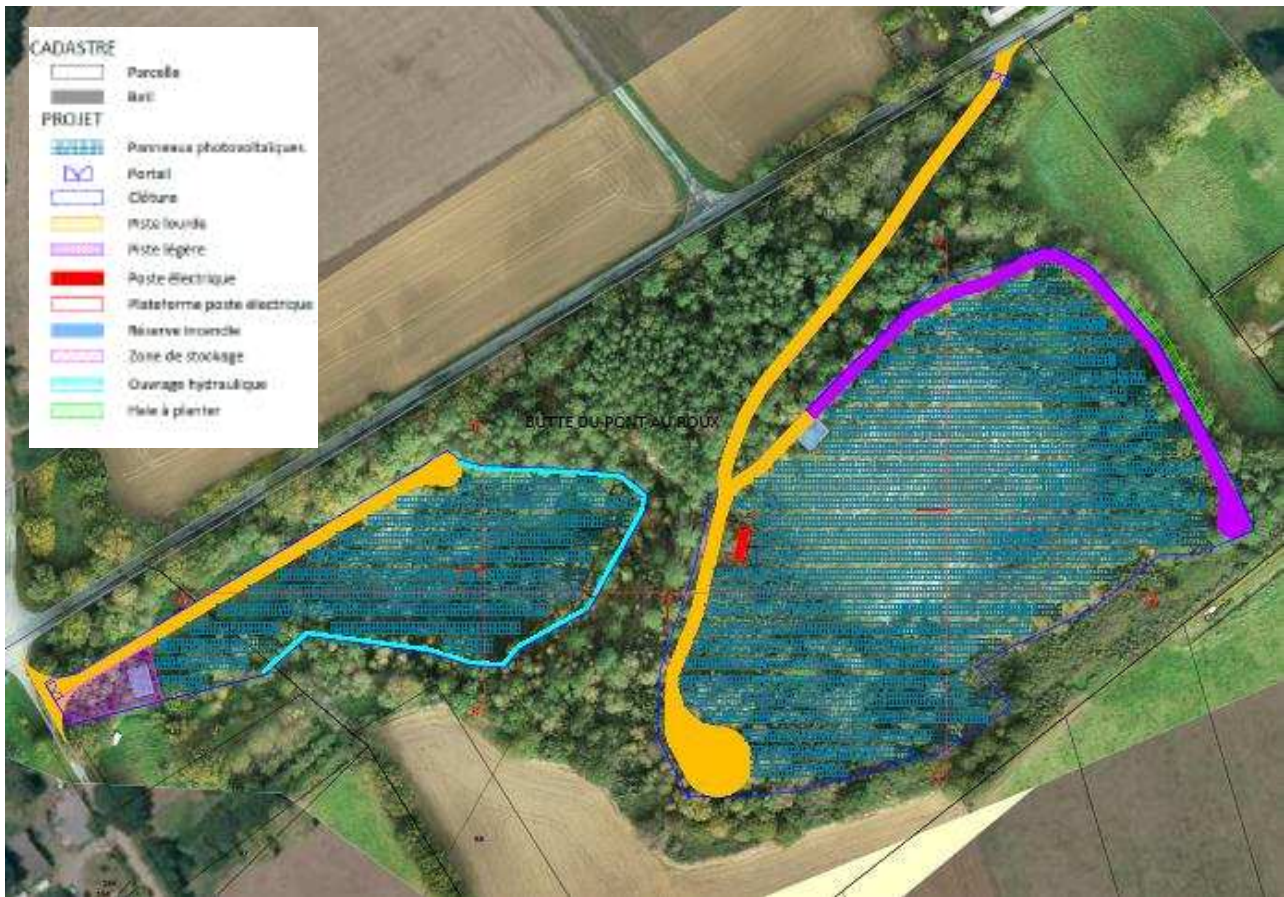 CADASTRE
Parcelle
Bati
PROJET
Panneaux photovoltaïques
Portail
Clôture
Piste lourde
Piste légère
Poste électrique
Plateforme poste électrique
Réserve incendie
Zone de stockage
Ouvrage hydraulique
Haie à planter
BUTTE DU PONT AU ROUX